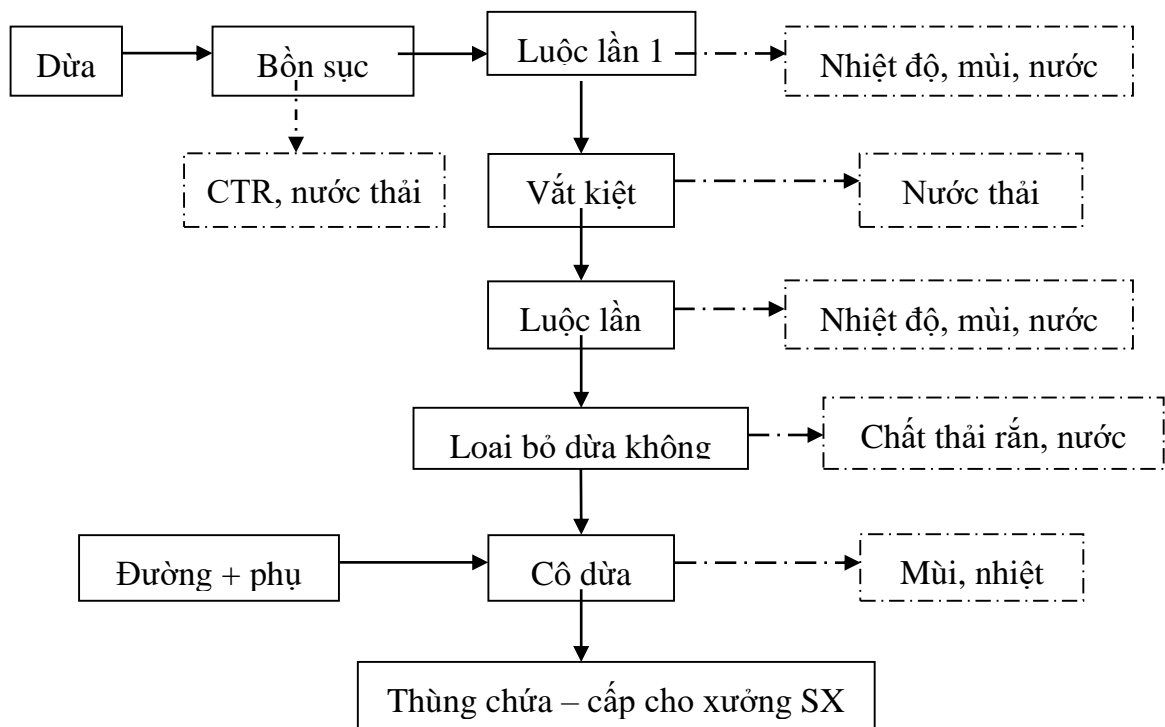 Dừa
Bồn sục
Luộc lần 1
Nhiệt độ, mùi, nước
CTR, nước thải
Vắt kiệt
Nước thải
Luộc lần
Nhiệt độ, mùi, nước
Loại bỏ dừa không
Chất thải rắn, nước
Đường + phụ
Cô dừa
Mùi, nhiệt
Thùng chứa – cấp cho xưởng SX